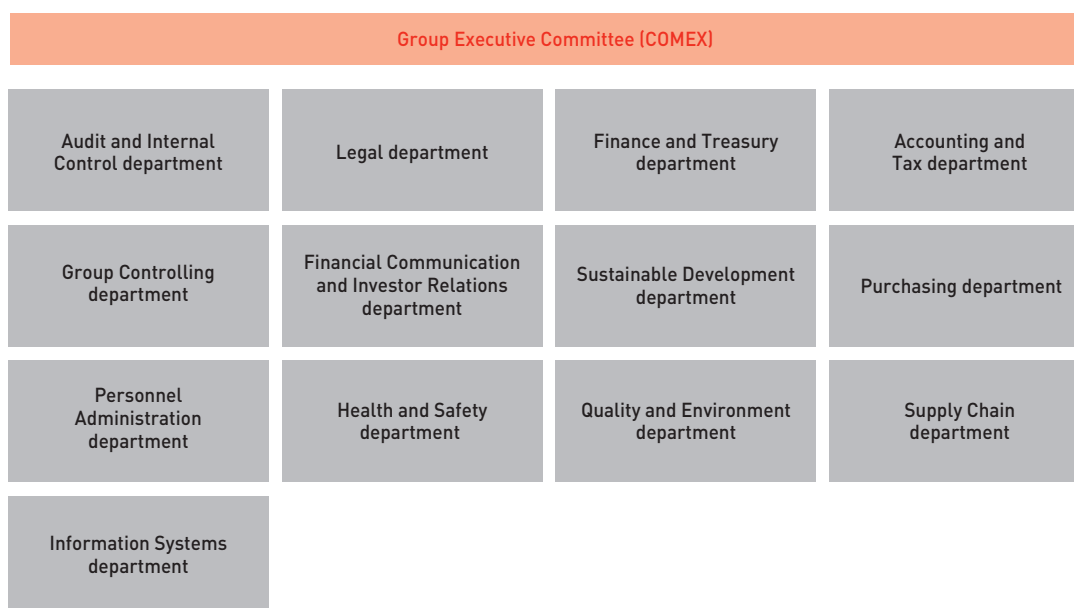 Group Executive Committee (COMEX)
Audit and Internal
Control department
Legal department
Finance and Treasury
department
Accounting and
Tax department
Group Controlling
department
Financial Communication
and Investor Relations
department
Sustainable Development
department
Purchasing department
Personnel
Administration
department
Health and Safety
department
Quality and Environment
department
Supply Chain
department
Information Systems
department